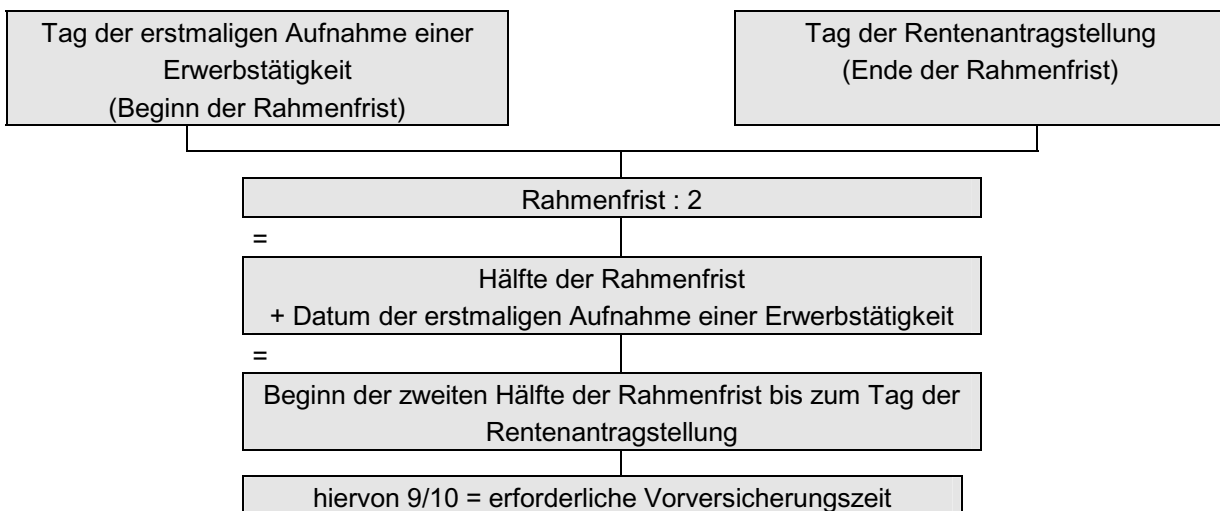 Tag der erstmaligen Aufnahme einer
Erwerbstätigkeit
(Beginn der Rahmenfrist)
Tag der Rentenantragstellung
(Ende der Rahmenfrist)
Rahmenfrist : 2
=
Hälfte der Rahmenfrist
+ Datum der erstmaligen Aufnahme einer Erwerbstätigkeit
=
Beginn der zweiten Hälfte der Rahmenfrist bis zum Tag der
Rentenantragstellung
hiervon 9/10 = erforderliche Vorversicherungszeit